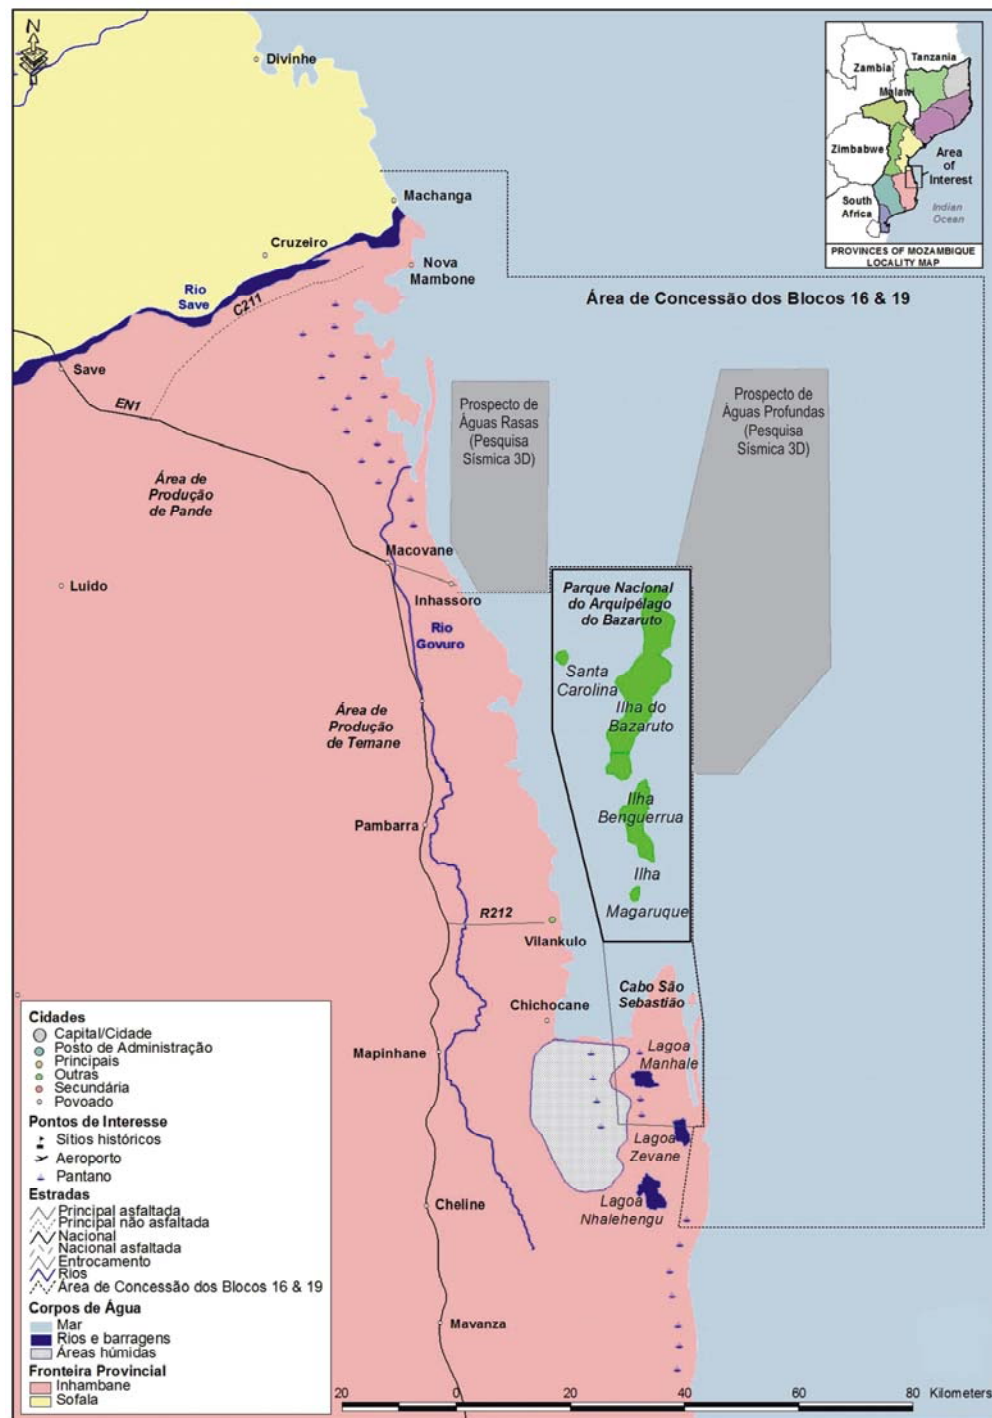 N
Divinhe
Machanga
Cruzeiro
Nova
Mambone
Rio
Save
C211
Save
EN1
Área de
Produção
de Pande
Macovane
Luido
Inhassoro
Rio
Govuro
Área de
Produção
de Temane
Pambarra
R212
Vilankulo
Chichocane
Mapinhane
Cheline
Mavanza
Zambia
Tanzania
Malawi
Zimbabwe
Area
of
Interest
South
Africa
Indian
Ocean
PROVINCES OF MOZAMBIQUE
LOCALITY MAP
Área de Concessão dos Blocos 16 & 19
Prospecto de
Águas Rasas
(Pesquisa
Sísmica 3D)
Prospecto de
Águas Profundas
(Pesquisa
Sísmica 3D)
Parque Nacional
do Arquipélago
do Bazaruto
Santa
Carolina
Ilha do
Bazaruto
Ilha
Benguerrua
Ilha
Magaruque
Cabo São
Sebastião
Lagoa
Manhale
Lagoa
Zevane
Lagoa
Nhalehengu
Cidades
Capital/Cidade
Posto de Administração
Principais
Outras
Secundária
Povoado
Pontos de Interesse
Sítios históricos
Aeroporto
Pantano
Estradas
Principal asfaltada
Principal não asfaltada
Nacional
Nacional asfaltada
Entrocamento
Rios
Área de Concessão dos Blocos 16 & 19
Corpos de Água
Mar
Rios e barragens
Áreas húmidas
Fronteira Provincial
Inhambane
Sofala
20 0 20 40 60 80 Kilometers